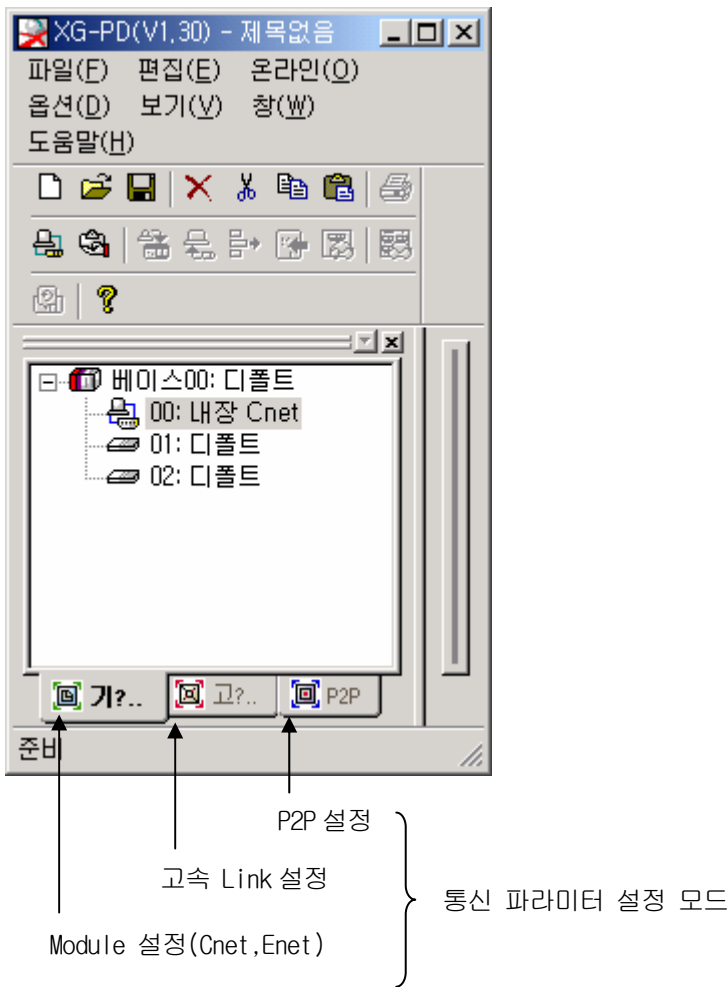 XG-PD(V1,30) - 제목없음
파일(F) 편집(E) 온라인(O)
옵션(D) 보기(V) 창(W)
도움말(H)
베이스00: 디폴트
00: 내장 Cnet
01: 디폴트
02: 디폴트
기?.. 고?.. P2P
준비
P2P 설정
고속 Link 설정
통신 파라미터 설정 모드
Module 설정(Cnet,Enet)